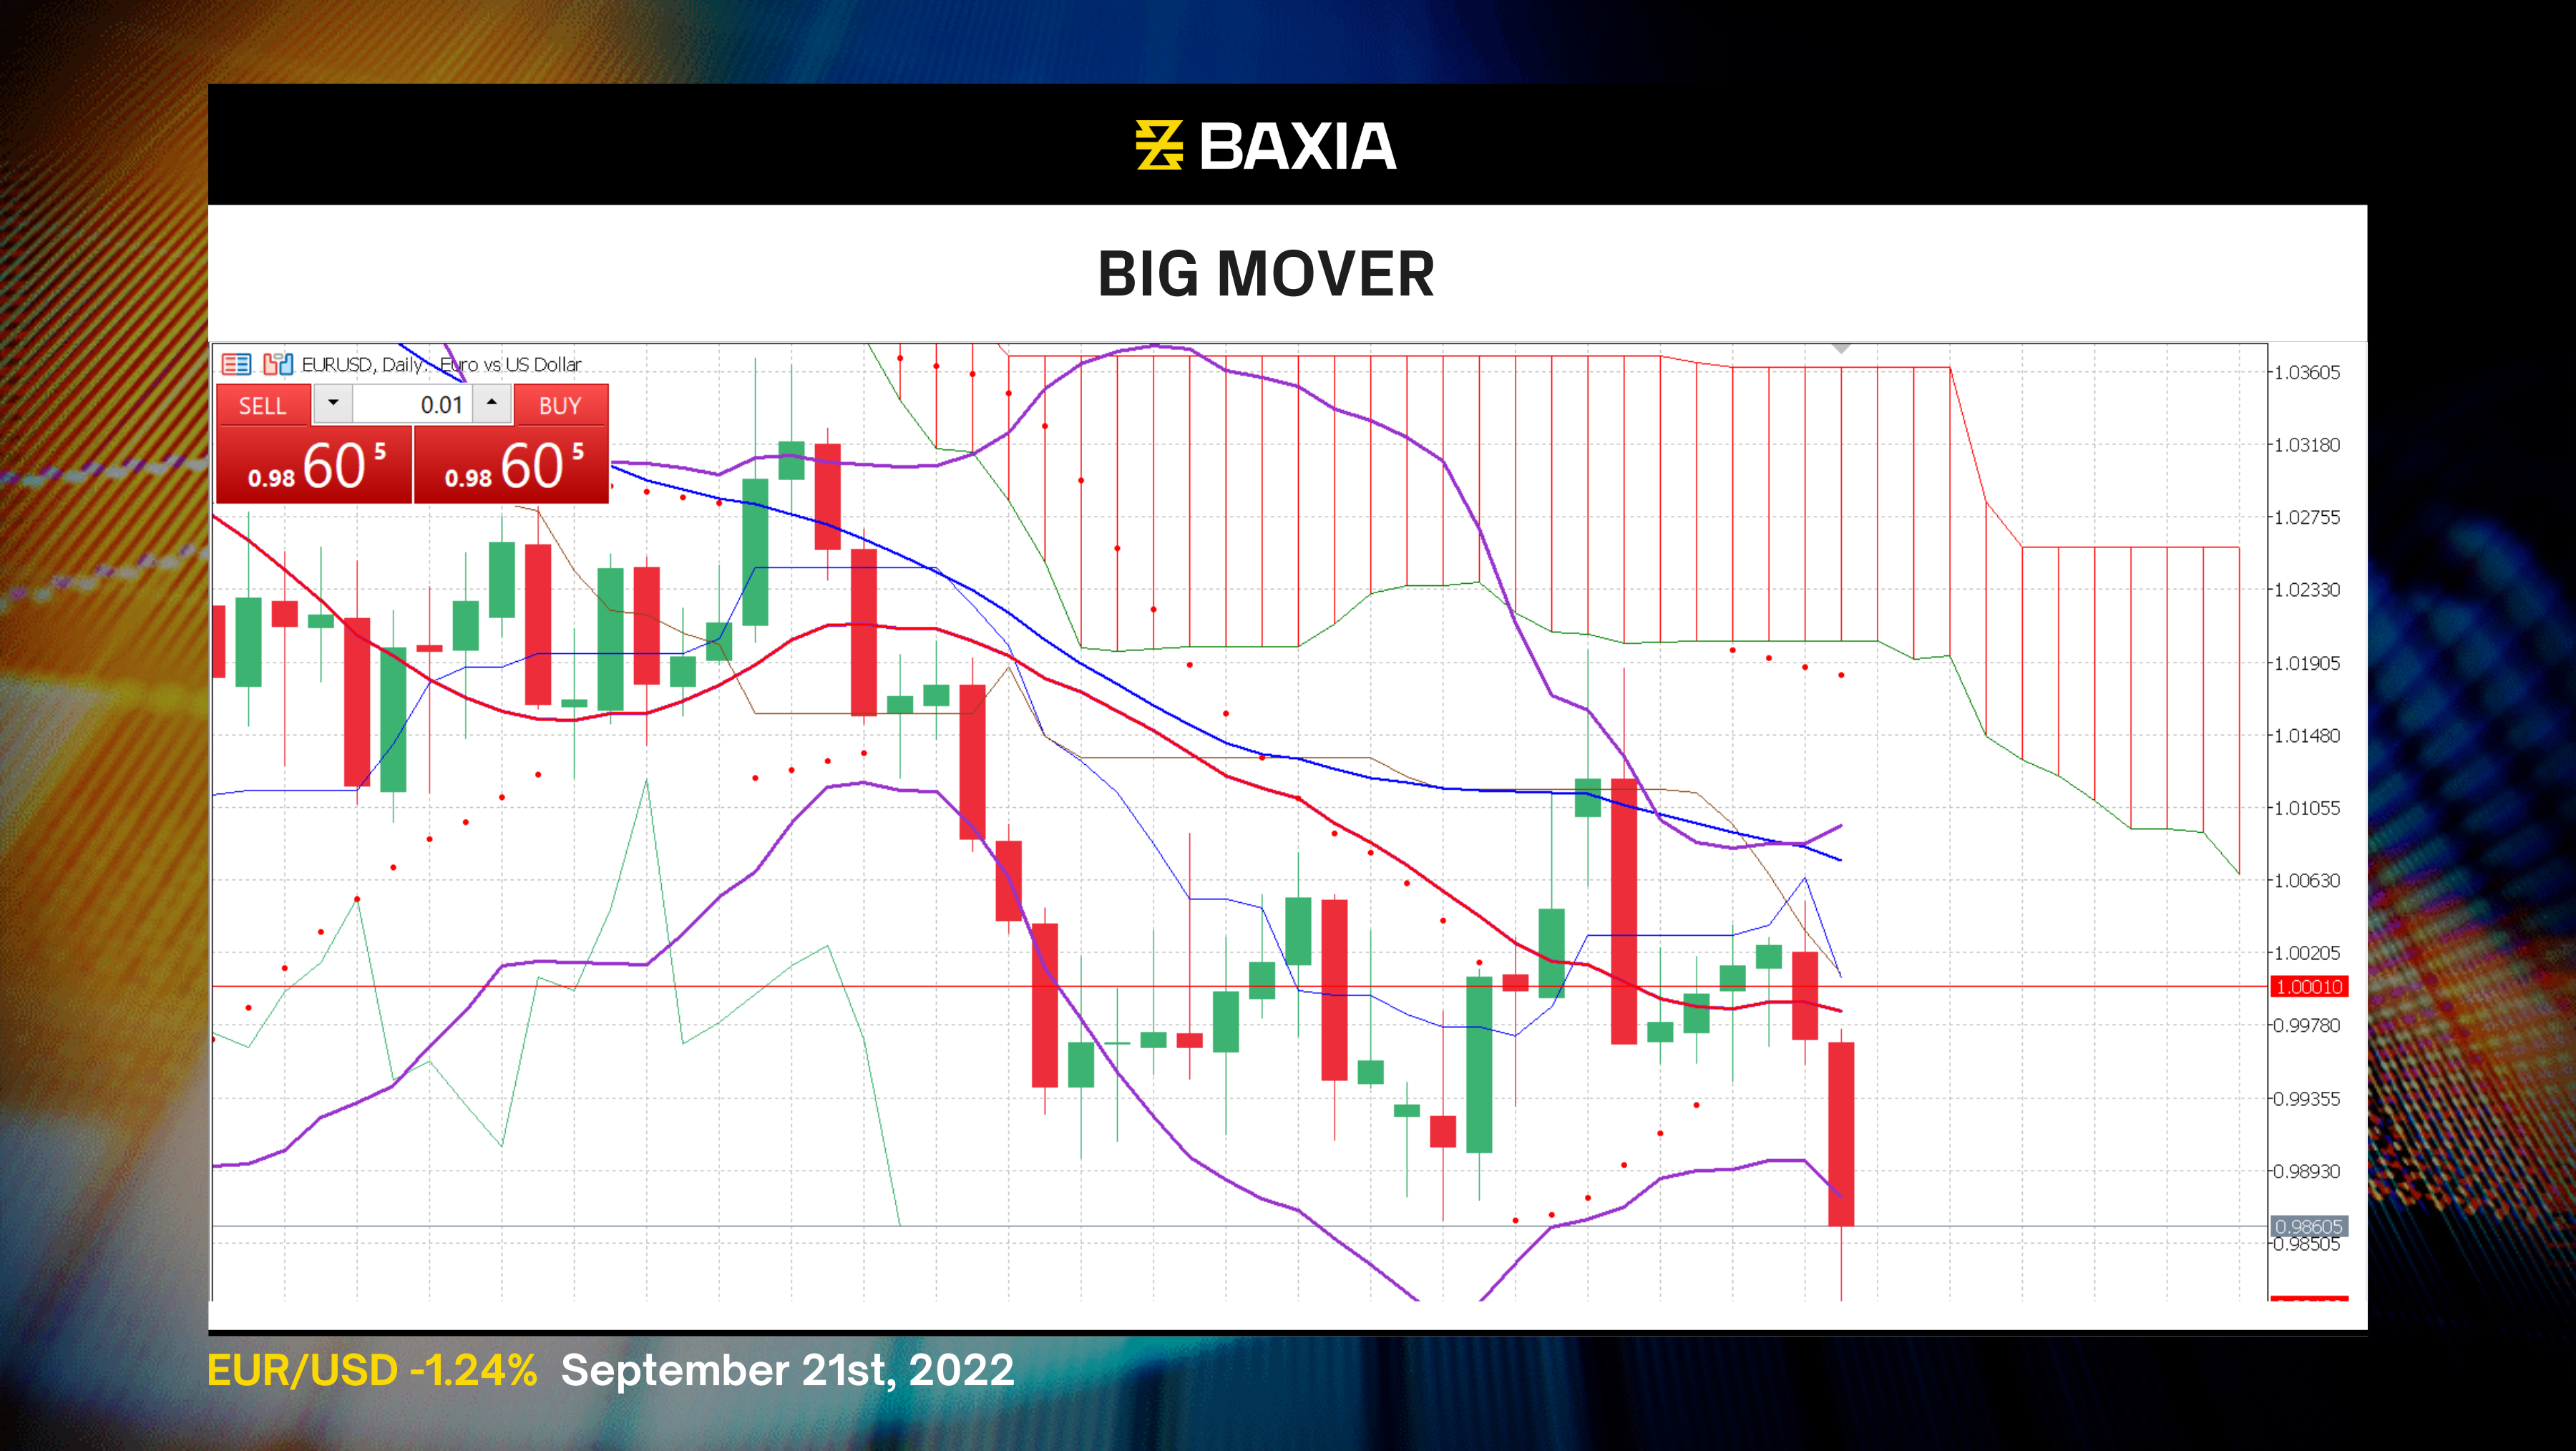 BAXIA
BIG MOVER
EURUSD, Daily: Euro vs US Dollar
SELL 0.01 BUY
0.98 60 5 0.98 60 5
1.03605
1.03180
1.02755
1.02330
1.01905
1.01480
1.01055
1.00630
1.00205
1.00010
0.99780
0.99355
0.98930
0.98605
0.98505
EUR/USD -1.24% September 21st, 2022